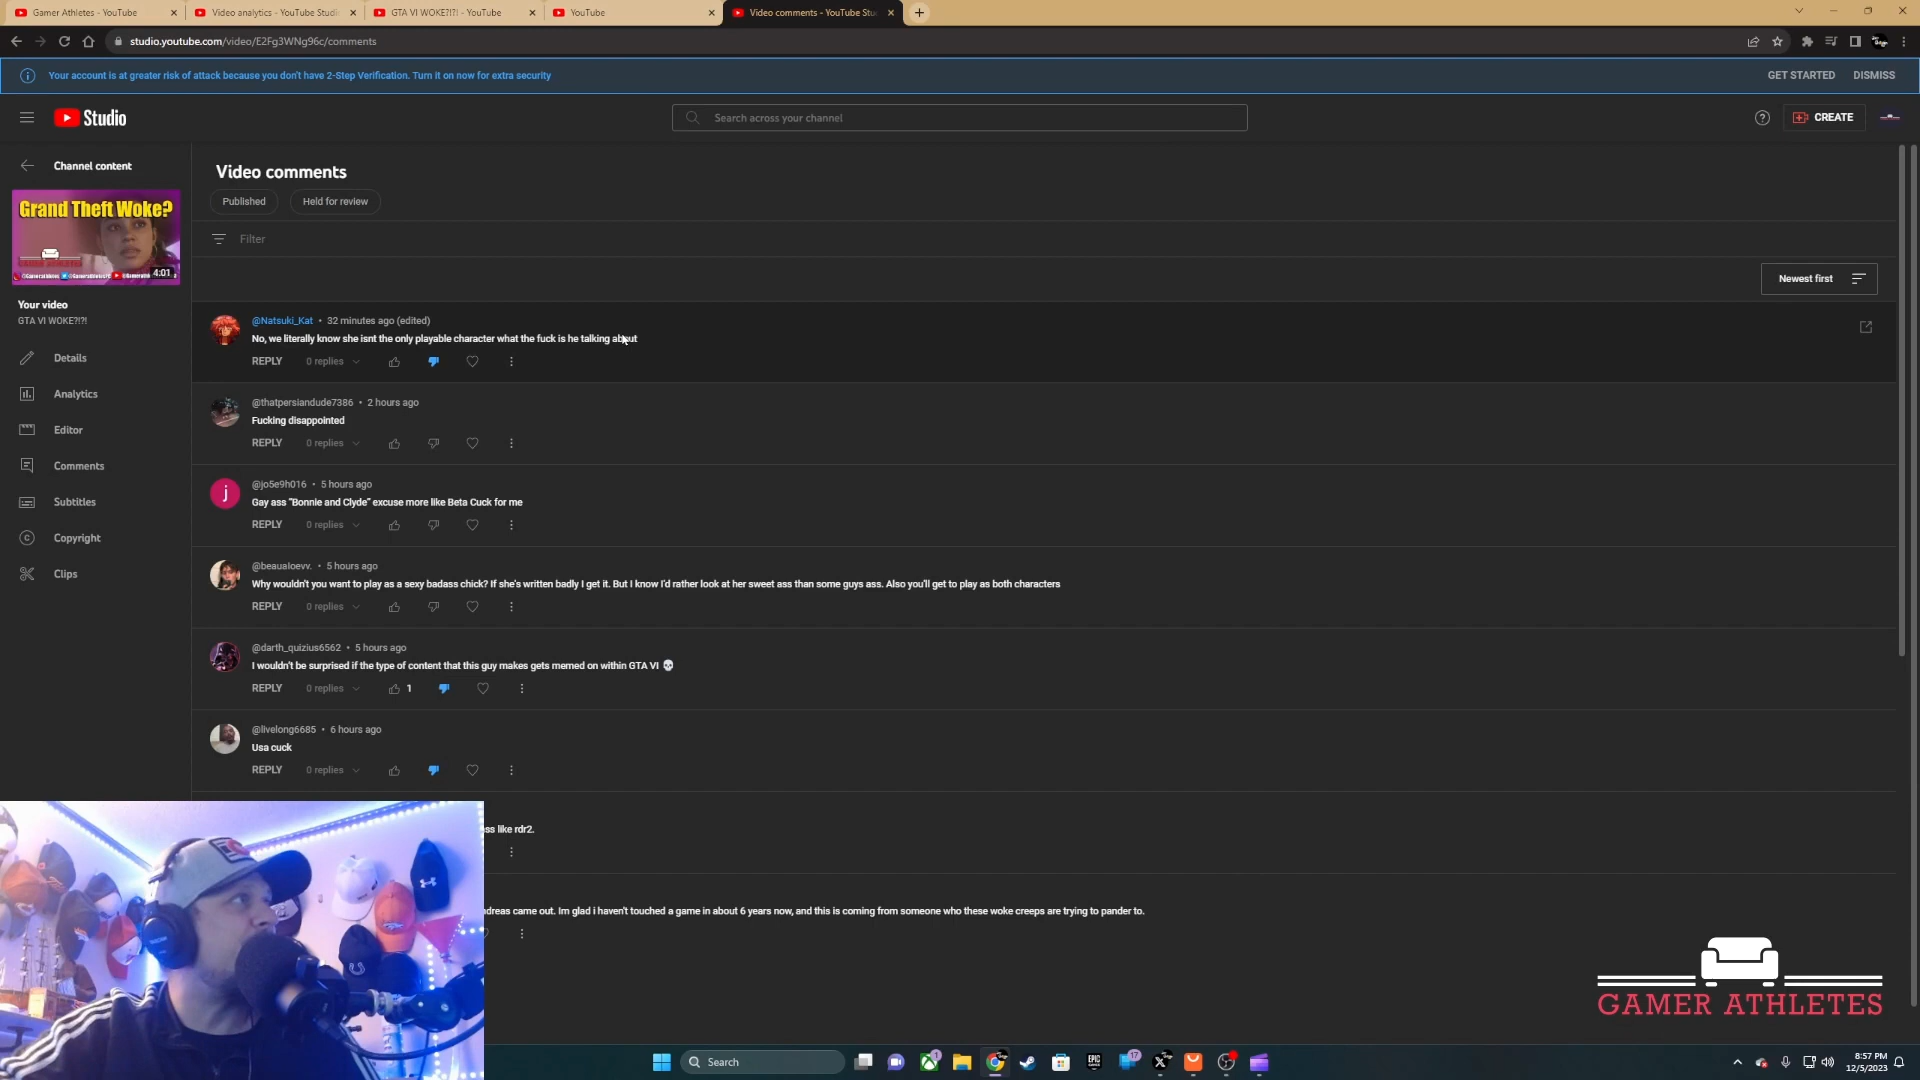 Gamer Athletes - YouTube
Video analytics - YouTube Studi
GTA VI WOKE?!?! - YouTube
YouTube
Video comments - YouTube Stu
studio.youtube.com/video/E2Fg3WNg96c/comments
Your account is at greater risk of attack because you don't have 2-Step Verification. Turn it on now for extra security
GET STARTED
DISMISS
Studio
Search across your channel
CREATE
Channel content
Grand Theft Woke?
4:01
Your video
GTA VI WOKE?!?!
Details
Analytics
Editor
Comments
Subtitles
Copyright
Clips
Video comments
Published
Held for review
Filter
Newest first
@Natsuki_Kat • 32 minutes ago (edited)
No, we literally know she isnt the only playable character what the fuck is he talking about
REPLY 0 replies
@thatpersiandude7386 • 2 hours ago
Fucking disappointed
REPLY 0 replies
@jo5e9h016 • 5 hours ago
Gay ass "Bonnie and Clyde" excuse more like Beta Cuck for me
REPLY 0 replies
@beaualoevv. • 5 hours ago
Why wouldn't you want to play as a sexy badass chick? If she's written badly I get it. But I know I'd rather look at her sweet ass than some guys ass. Also you'll get to play as both characters
REPLY 0 replies
@darth_quizius6562 • 5 hours ago
I wouldn't be surprised if the type of content that this guy makes gets memed on within GTA VI 💀
REPLY 0 replies 1
@livelong6685 • 6 hours ago
Usa cuck
REPLY 0 replies
ss like rdr2.
dreas came out. Im glad i haven't touched a game in about 6 years now, and this is coming from someone who these woke creeps are trying to pander to.
GAMER ATHLETES
Search
17
8:57 PM
12/5/2023